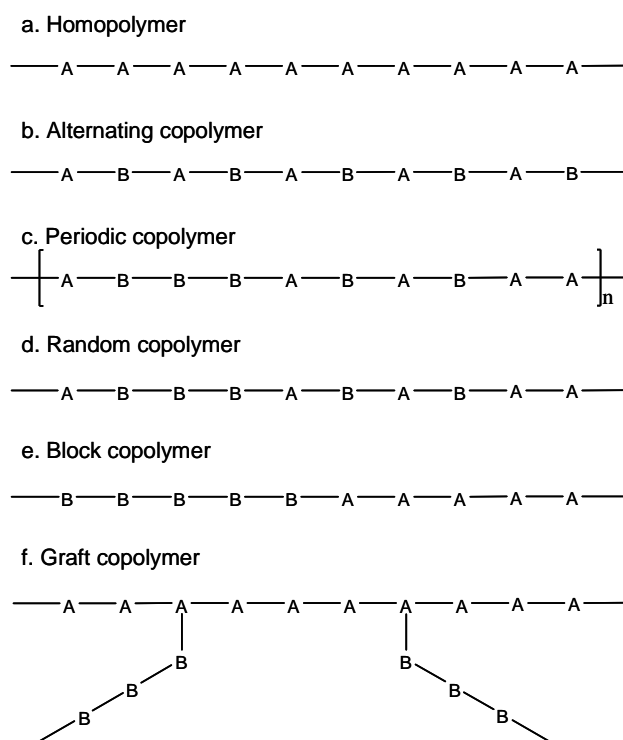 a. Homopolymer
A A A A A A A A A A
b. Alternating copolymer
A B A B A B A B A B
c. Periodic copolymer
A B B B A B A B A A n
d. Random copolymer
A B B B A B A B A A
e. Block copolymer
B B B B B A A A A A
f. Graft copolymer
A A A A A A A A A A
B B
B B
B B